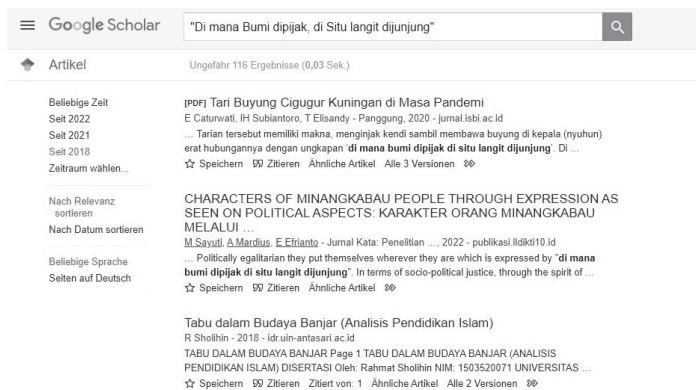 Google Scholar
"Di mana Bumi dipijak, di Situ langit dijunjung"
Artikel
Ungefähr 116 Ergebnisse (0,03 Sek.)
Beliebige Zeit
Seit 2022
Seit 2021
Seit 2018
Zeitraum wählen...
Nach Relevanz
sortieren
Nach Datum sortieren
Beliebige Sprache
Seiten auf Deutsch
[PDF] Tari Buyung Cigugur Kuningan di Masa Pandemi
E Caturwati, IH Subiantoro, T Elisandy - Panggung, 2020 - jurnal.isbi.ac.id
... Tarian tersebut memiliki makna, menginjak kendi sambil membawa buyung di kepala (nyuhun)
erat hubungannya dengan ungkapan 'di mana bumi dipijak di situ langit dijunjung'. Di ...
Speichern Zitieren Ähnliche Artikel Alle 3 Versionen
CHARACTERS OF MINANGKABAU PEOPLE THROUGH EXPRESSION AS
SEEN ON POLITICAL ASPECTS: KARAKTER ORANG MINANGKABAU
MELALUI ...
M Sayuti, A Mardius, E Efrianto - Jurnal Kata: Penelitian ..., 2022 - publikasi.lldikti10.id
... Politically egalitarian they put themselves wherever they are which is expressed by "di mana
bumi dipijak di situ langit dijunjung". In terms of socio-political justice, through the spirit of ...
Speichern Zitieren Ähnliche Artikel
Tabu dalam Budaya Banjar (Analisis Pendidikan Islam)
R Sholihin - 2018 - idr.uin-antasari.ac.id
TABU DALAM BUDAYA BANJAR Page 1 TABU DALAM BUDAYA BANJAR (ANALISIS
PENDIDIKAN ISLAM) DISERTASI Oleh: Rahmat Sholihin NIM: 1503520071 UNIVERSITAS ...
Speichern Zitieren Zitiert von: 1 Ähnliche Artikel Alle 2 Versionen